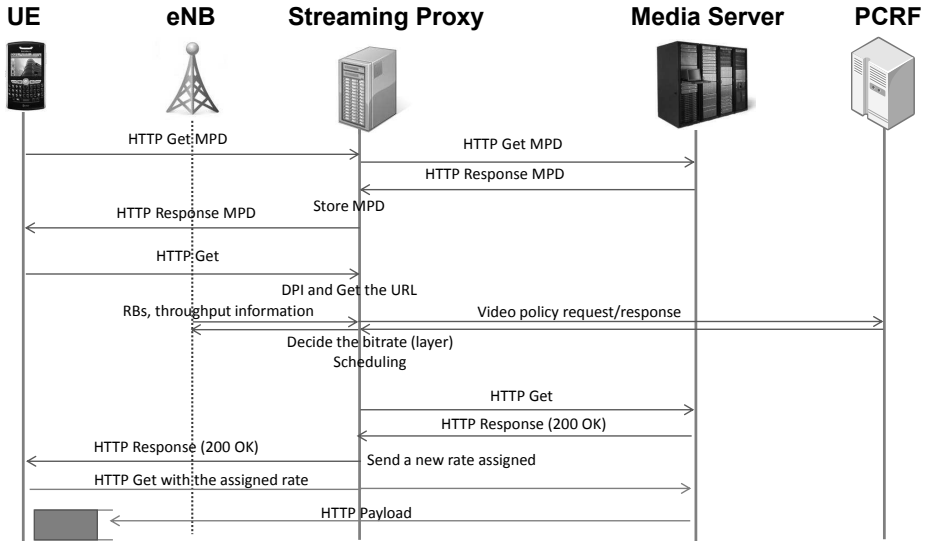 UE
eNB
Streaming Proxy
Media Server
PCRF
HTTP Get MPD
HTTP Get MPD
HTTP Response MPD
Store MPD
HTTP Response MPD
HTTP Get
DPI and Get the URL
RBs, throughput information
Video policy request/response
Decide the bitrate (layer)
Scheduling
HTTP Get
HTTP Response (200 OK)
HTTP Response (200 OK)
Send a new rate assigned
HTTP Get with the assigned rate
HTTP Payload